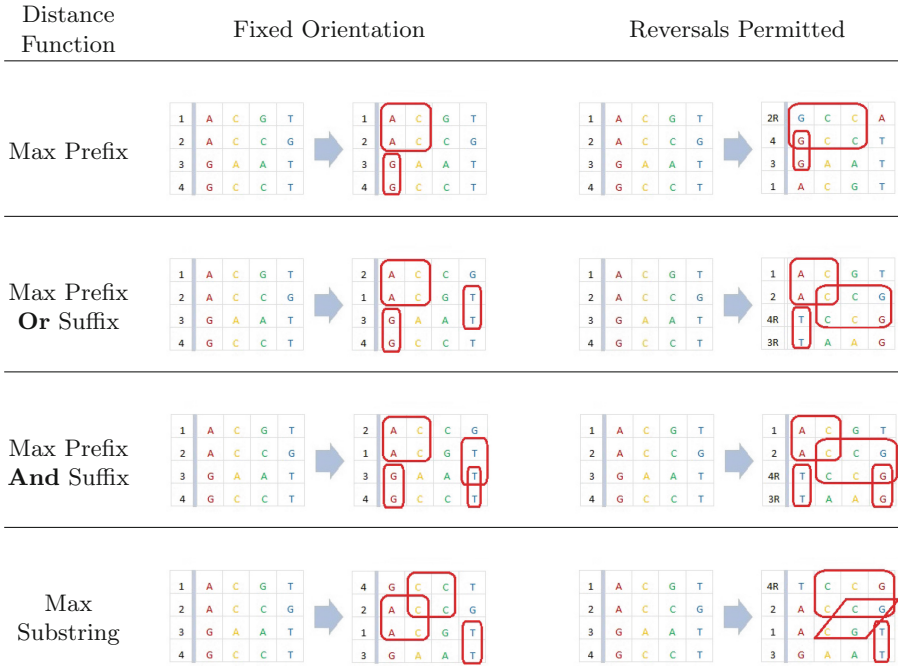 Distance Function Fixed Orientation Reversals Permitted
Max Prefix
1 A C G T 1 A C G T 1 A C G T 2R G C C A
2 A C C G 2 A C C G 2 A C C G 4 G C C T
3 G A A T 3 G A A T 3 G A A T 3 G A A T
4 G C C T 4 G C C T 4 G C C T 1 A C G T
Max Prefix Or Suffix
1 A C G T 2 A C C G 1 A C G T 1 A C G T
2 A C C G 1 A C G T 2 A C C G 2 A C C G
3 G A A T 3 G A A T 3 G A A T 4R T C C G
4 G C C T 4 G C C T 4 G C C T 3R T A A G
Max Prefix And Suffix
1 A C G T 2 A C C G 1 A C G T 1 A C G T
2 A C C G 1 A C G T 2 A C C G 2 A C C G
3 G A A T 3 G A A T 3 G A A T 4R T C C G
4 G C C T 4 G C C T 4 G C C T 3R T A A G
Max Substring
1 A C G T 4 G C C T 1 A C G T 4R T C C G
2 A C C G 2 A C C G 2 A C C G 2 A C C G
3 G A A T 1 A C G T 3 G A A T 1 A C G T
4 G C C T 3 G A A T 4 G C C T 3 G A A T